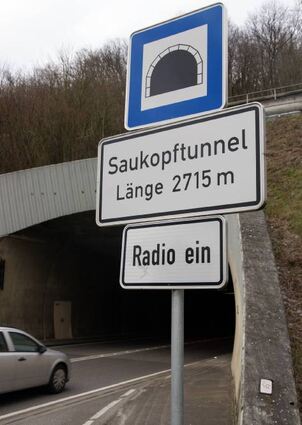 Saukopftunnel
Länge 2715 m
Radio ein